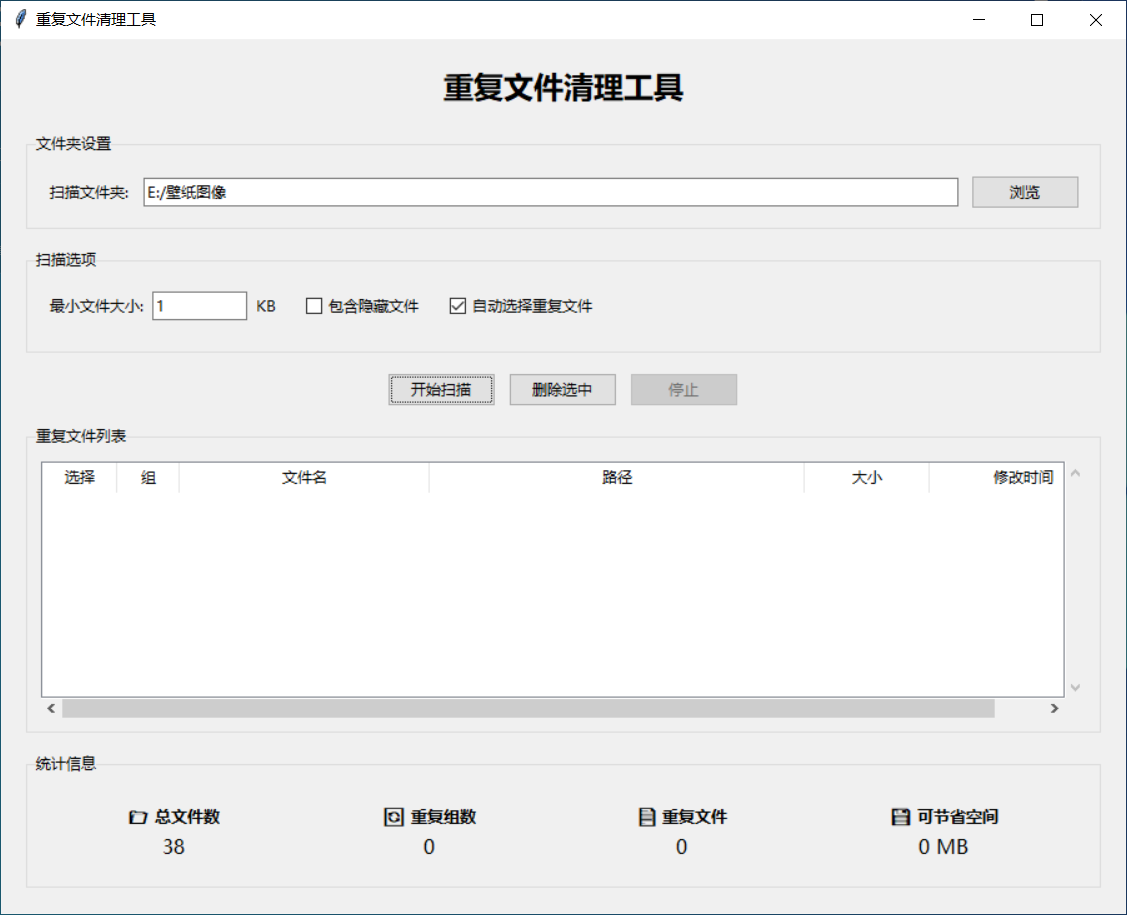 重复文件清理工具
重复文件清理工具
文件夹设置
扫描文件夹: E:/壁纸图像 浏览
扫描选项
最小文件大小: 1 KB 包含隐藏文件 自动选择重复文件
开始扫描 删除选中 停止
重复文件列表
选择 组 文件名 路径 大小 修改时间
统计信息
总文件数 重复组数 重复文件 可节省空间
38 0 0 0 MB